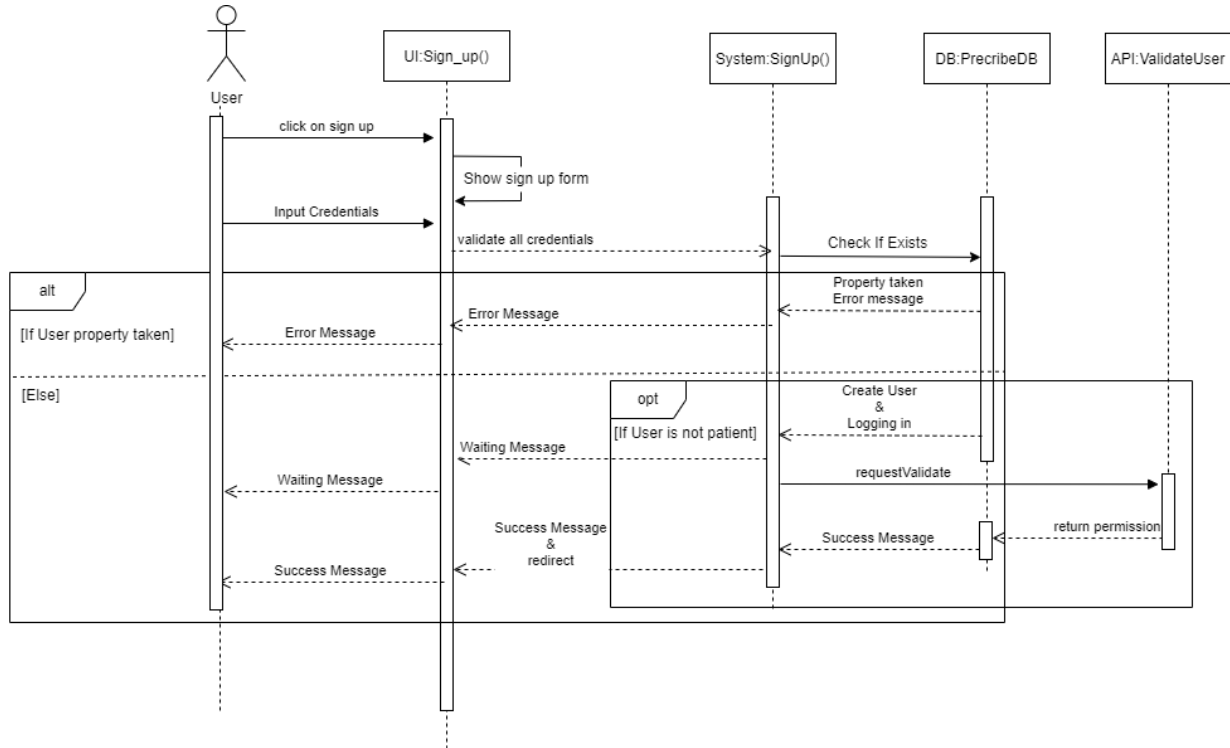 User
UI:Sign_up()
System:SignUp()
DB:PrecribeDB
API:ValidateUser
click on sign up
Show sign up form
Input Credentials
validate all credentials
Check If Exists
alt
[If User property taken]
Property taken
Error message
Error Message
Error Message
[Else]
opt
[If User is not patient]
Create User
&
Logging in
Waiting Message
Waiting Message
requestValidate
return permission
Success Message
Success Message
&
redirect
Success Message